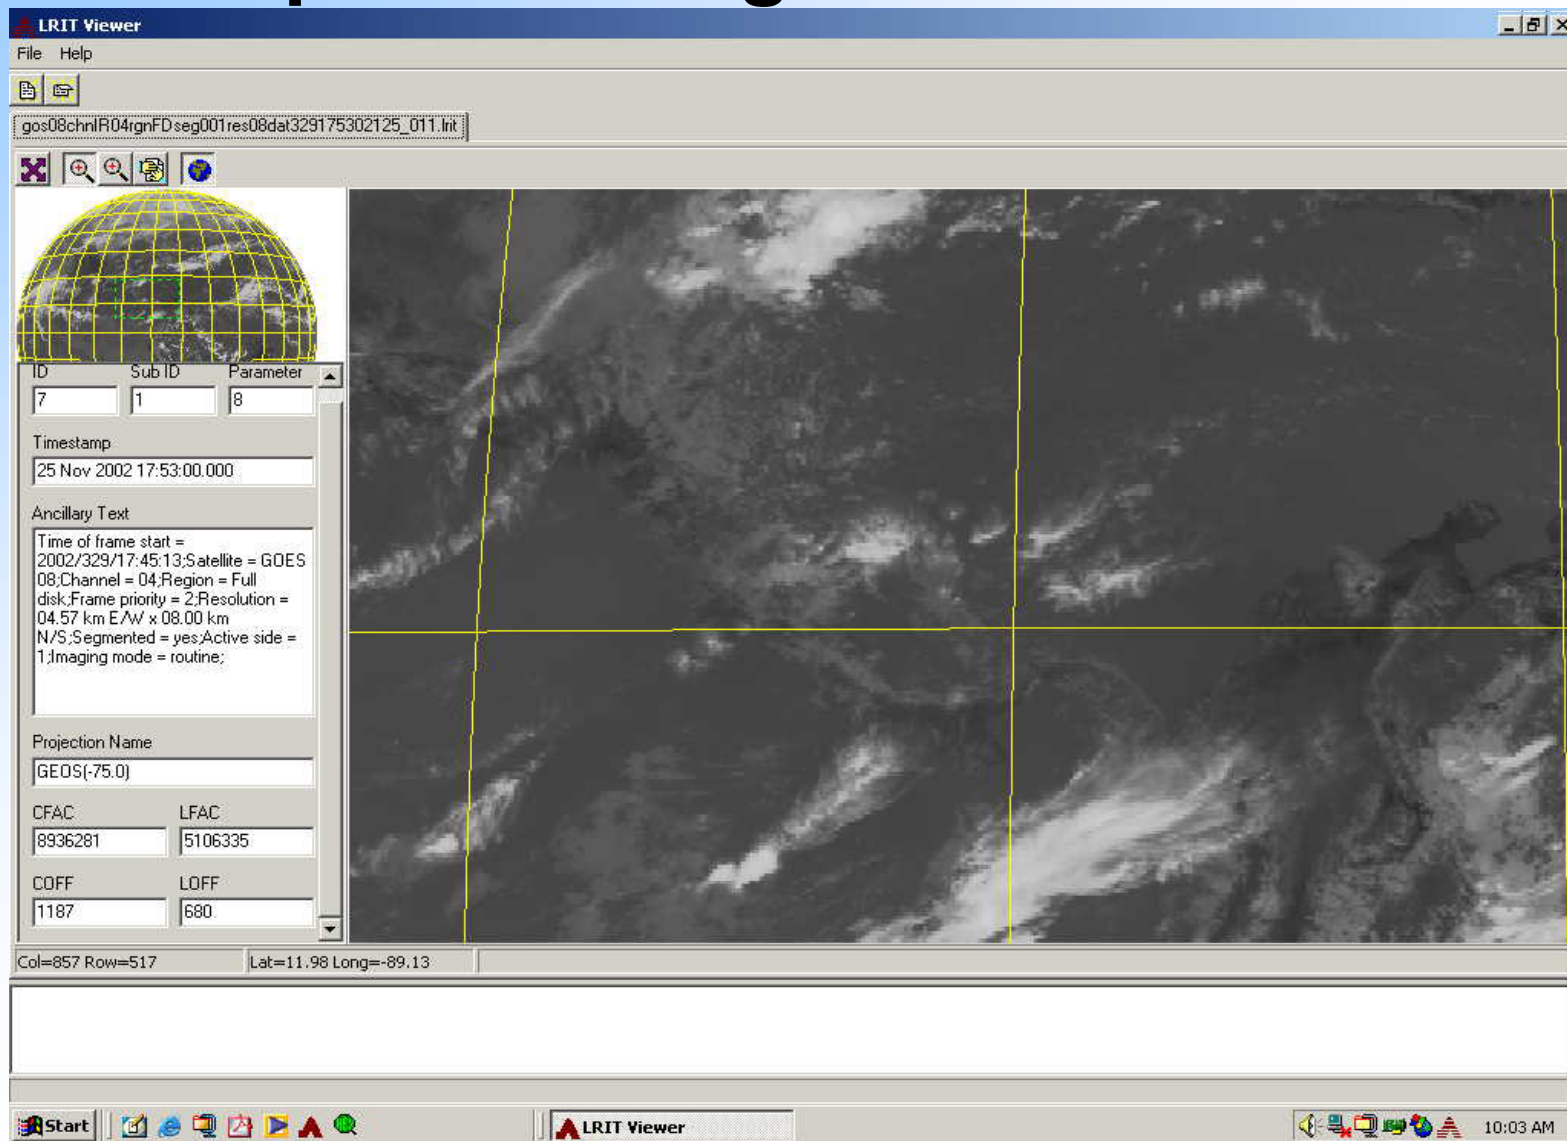 LRIT Viewer
File Help
gos08chnIR04rgnFDseg001res08dat329175302125_011.lrit
ID Sub ID Parameter
7 1 8
Timestamp
25 Nov 2002 17:53:00.000
Ancillary Text
Time of frame start =
2002/329/17:45:13;Satellite = GOES
08;Channel = 04;Region = Full
disk;Frame priority = 2;Resolution =
04.57 km E/W x 08.00 km
N/S;Segmented = yes;Active side =
1;Imaging mode = routine;
Projection Name
GEOS(-75.0)
CFAC LFAC
8936281 5106335
COFF LOFF
1187 680
Col=857 Row=517 Lat=11.98 Long=-89.13
Start LRIT Viewer 10:03 AM